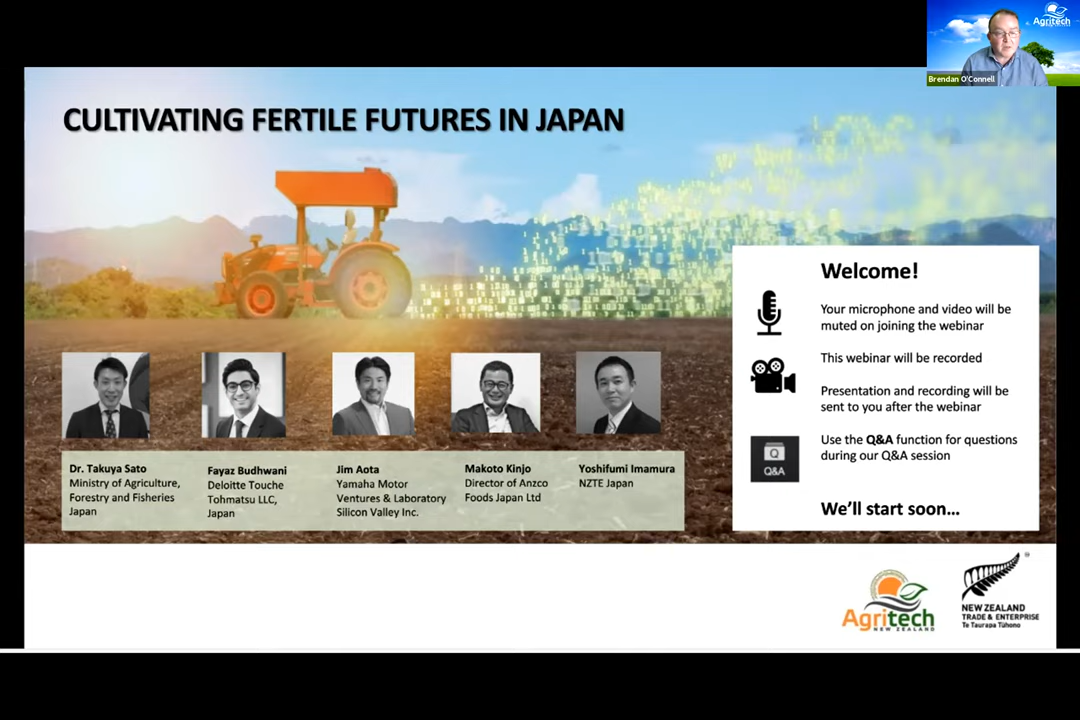 Agritech
Brendan O'Connell
CULTIVATING FERTILE FUTURES IN JAPAN
Welcome!
Your microphone and video will be
muted on joining the webinar
This webinar will be recorded
Presentation and recording will be
sent to you after the webinar
Use the Q&A function for questions
during our Q&A session
Q
Q&A
We'll start soon...
Dr. Takuya Sato
Ministry of Agriculture,
Forestry and Fisheries
Japan
Fayaz Budhwani
Deloitte Touche
Tohmatsu LLC,
Japan
Jim Aota
Yamaha Motor
Ventures & Laboratory
Silicon Valley Inc.
Makoto Kinjo
Director of Anzco
Foods Japan Ltd
Yoshifumi Imamura
NZTE Japan
Agritech
NEW ZEALAND
NEW ZEALAND
TRADE & ENTERPRISE
Te Taurapa Tūhono